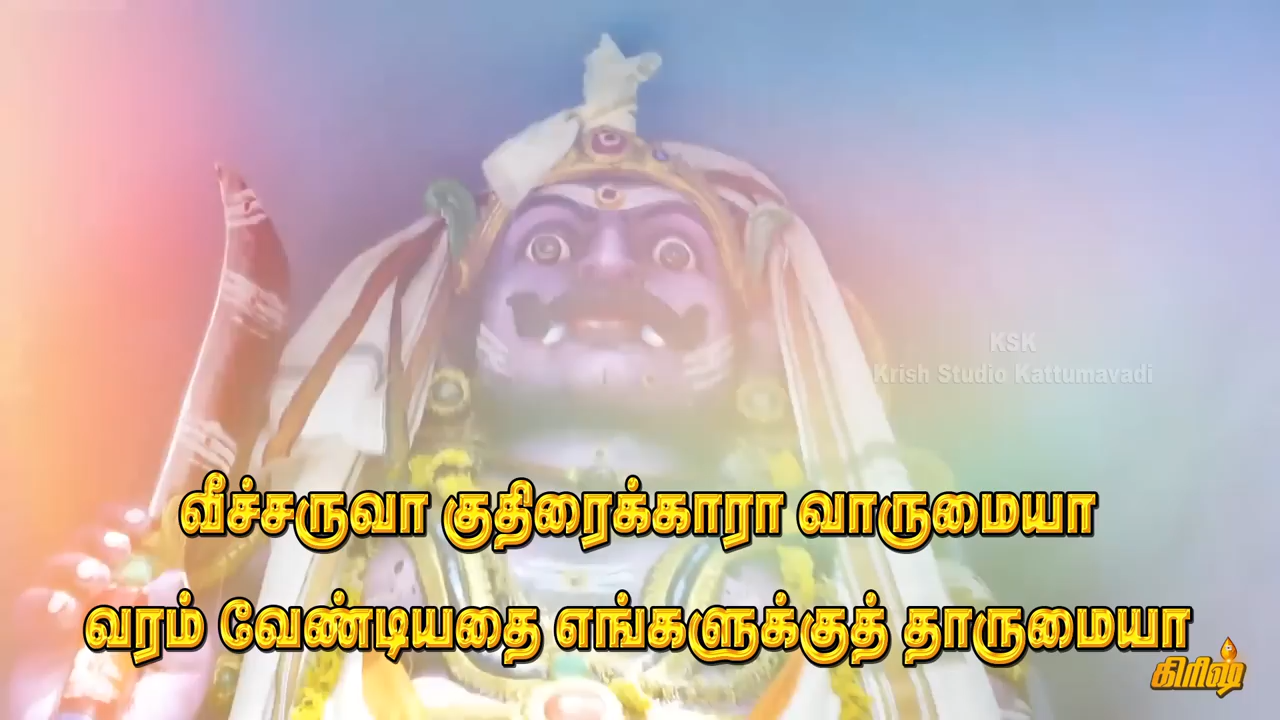 KSK
Krish Studio Kattumavadi
வீச்சருவா குதிரைக்காரா வாருமையா
வரம் வேண்டியதை எங்களுக்குத் தாருமையா
கிரிஷ்